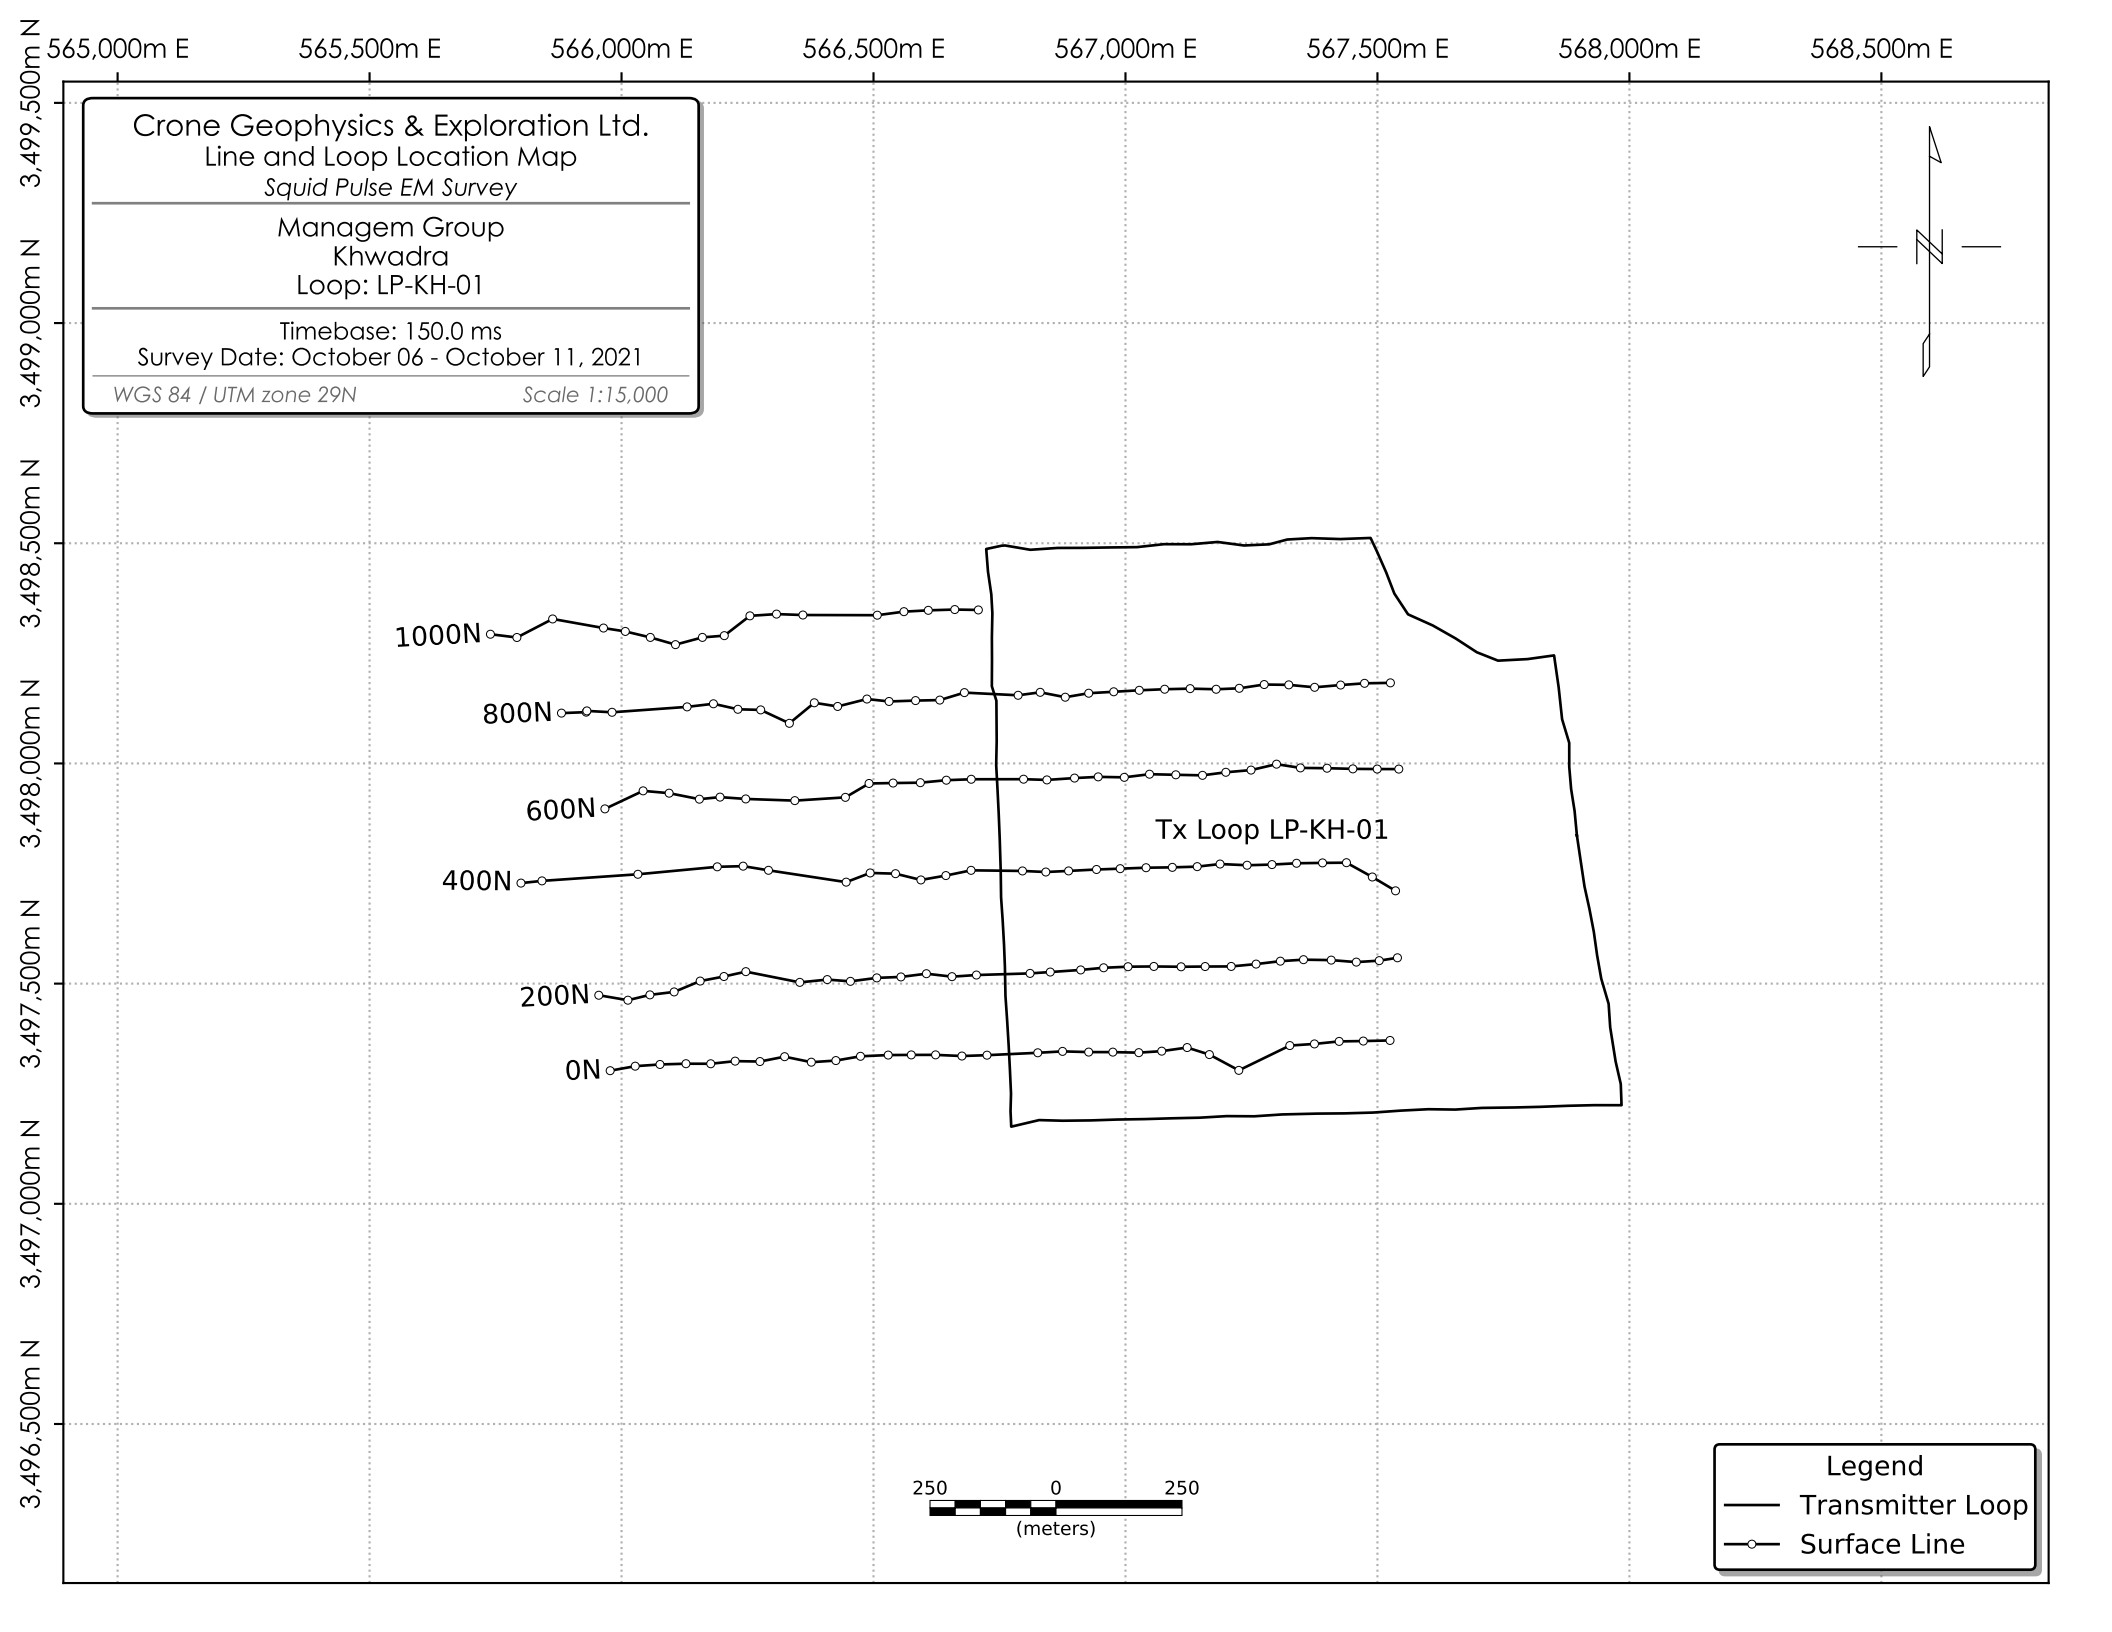 565,000m E 565,500m E 566,000m E 566,500m E 567,000m E 567,500m E 568,000m E 568,500m E
3,499,500m N
3,499,000m N
3,498,500m N
3,498,000m N
3,497,500m N
3,497,000m N
3,496,500m N
Crone Geophysics & Exploration Ltd.
Line and Loop Location Map
Squid Pulse EM Survey
Managem Group
Khwadra
Loop: LP-KH-01
Timebase: 150.0 ms
Survey Date: October 06 - October 11, 2021
WGS 84 / UTM zone 29N Scale 1:15,000
N
1000N
800N
600N
Tx Loop LP-KH-01
400N
200N
0N
250 0 250
(meters)
Legend
Transmitter Loop
Surface Line